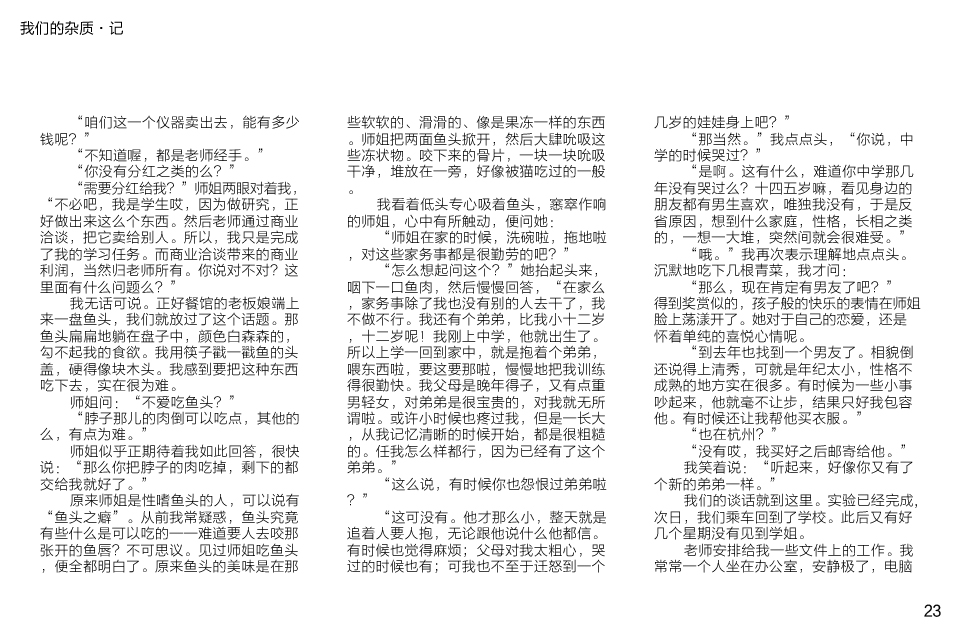 我们的杂质·记
“咱们这一个仪器卖出去，能有多少
钱呢？”
“不知道喔，都是老师经手。”
“你没有分红之类的么？”
“需要分红给我？”师姐两眼对着我，
“不必吧，我是学生哎，因为做研究，正
好做出来这么个东西。然后老师通过商业
洽谈，把它卖给别人。所以，我只是完成
了我的学习任务。而商业洽谈带来的商业
利润，当然归老师所有。你说对不对？这
里面有什么问题么？”
我无话可说。正好餐馆的老板娘端上
来一盘鱼头，我们就放过了这个话题。那
鱼头扁扁地躺在盘子中，颜色白森森的，
勾不起我的食欲。我用筷子戳一戳鱼的头
盖，硬得像块木头。我感到要把这种东西
吃下去，实在很为难。
师姐问：“不爱吃鱼头？”
“脖子那儿的肉倒可以吃点，其他的
么，有点为难。”
师姐似乎正期待着我如此回答，很快
说：“那么你把脖子的肉吃掉，剩下的都
交给我就好了。”
原来师姐是性嗜鱼头的人，可以说有
“鱼头之癖”。从前我常疑惑，鱼头究竟
有些什么是可以吃的——难道要人去咬那
张开的鱼唇？不可思议。见过师姐吃鱼头
，便全都明白了。原来鱼头的美味是在那
些软软的、滑滑的、像是果冻一样的东西
。师姐把两面鱼头掀开，然后大肆吮吸这
些冻状物。咬下来的骨片，一块一块吮吸
干净，堆放在一旁，好像被猫吃过的一般
。
我看着低头专心吸着鱼头，窸窣作响
的师姐，心中有所触动，便问她：
“师姐在家的时候，洗碗啦，拖地啦
，对这些家务事都是很勤劳的吧？”
“怎么想起问这个？”她抬起头来，
咽下一口鱼肉，然后慢慢回答，“在家么
，家务事除了我也没有别的人去干了，我
不做不行。我还有个弟弟，比我小十二岁
，十二岁呢！我刚上中学，他就出生了。
所以上学一回到家中，就是抱着个弟弟，
喂东西啦，要这要那啦，慢慢地把我训练
得很勤快。我父母是晚年得子，又有点重
男轻女，对弟弟是很宝贵的，对我就无所
谓啦。或许小时候也疼过我，但是一长大
，从我记忆清晰的时候开始，都是很粗糙
的。任我怎么样都行，因为已经有了这个
弟弟。”
“这么说，有时候你也怨恨过弟弟啦
？”
“这可没有。他才那么小，整天就是
追着人要人抱，无论跟他说什么他都信。
有时候也觉得麻烦；父母对我太粗心，哭
过的时候也有；可我也不至于迁怒到一个
几岁的娃娃身上吧？”
“那当然。”我点点头，“你说，中
学的时候哭过？”
“是啊。这有什么，难道你中学那几
年没有哭过么？十四五岁嘛，看见身边的
朋友都有男生喜欢，唯独我没有，于是反
省原因，想到什么家庭，性格，长相之类
的，一想一大堆，突然间就会很难受。”
“哦。”我再次表示理解地点点头。
沉默地吃下几根青菜，我才问：
“那么，现在肯定有男友了吧？”
得到奖赏似的，孩子般的快乐的表情在师姐
脸上荡漾开了。她对于自己的恋爱，还是
怀着单纯的喜悦心情呢。
“到去年也找到一个男友了。相貌倒
还说得上清秀，可就是年纪太小，性格不
成熟的地方实在很多。有时候为一些小事
吵起来，他就毫不让步，结果只好我包容
他。有时候还让我帮他买衣服。”
“也在杭州？”
“没有哎，我买好之后邮寄给他。”
我笑着说：“听起来，好像你又有了
个新的弟弟一样。”
我们的谈话就到这里。实验已经完成，
次日，我们乘车回到了学校。此后又有好
几个星期没有见到学姐。
老师安排给我一些文件上的工作。我
常常一个人坐在办公室，安静极了，电脑
23